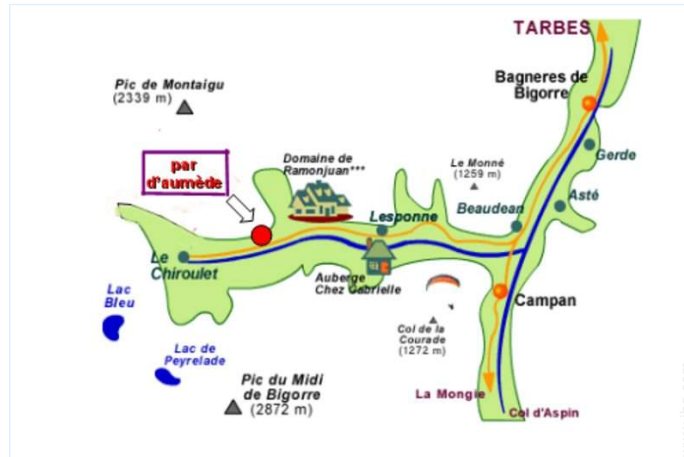 TARBES
Bagneres de
Bigorre
Pic de Montaigu
(2339 m)
par
d'aumède
Domaine de
Ramonjuan***
Le Monné
(1259 m)
Gerde
Asté
Beaudean
Lesponne
Le
Chiroulet
Auberge
Chez Gabrielle
Campan
Lac
Bleu
Col de la
Courade
(1272 m)
Lac de
Peyrelade
Pic du Midi
de Bigorre
(2872 m)
La Mongie
Col d'Aspin